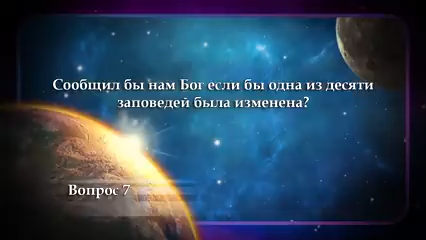 Сообщил бы нам Бог если бы одна из десяти
заповедей была изменена?
Вопрос 7